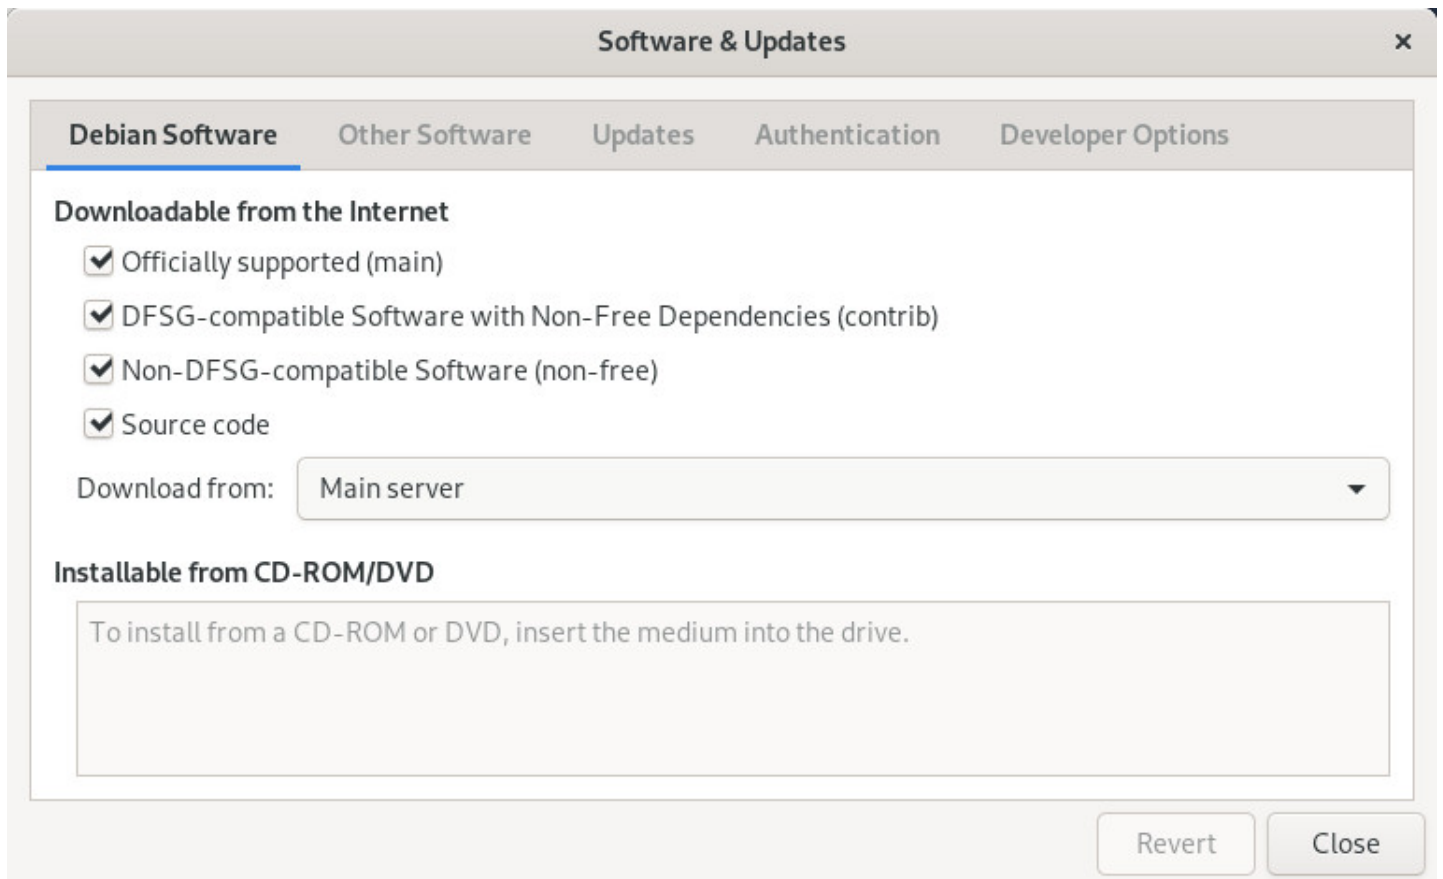 Software & Updates
Debian Software Other Software Updates Authentication Developer Options
Downloadable from the Internet
Officially supported (main)
DFSG-compatible Software with Non-Free Dependencies (contrib)
Non-DFSG-compatible Software (non-free)
Source code
Download from: Main server
Installable from CD-ROM/DVD
To install from a CD-ROM or DVD, insert the medium into the drive.
Revert Close